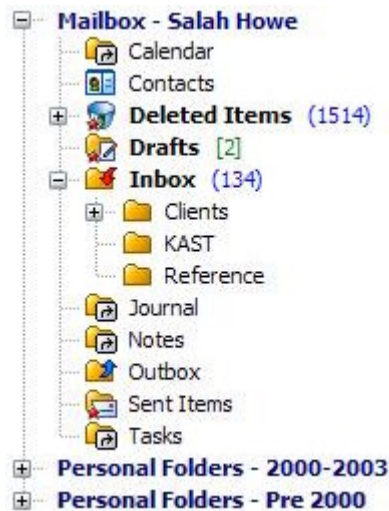 Mailbox - Salah Howe
Calendar
Contacts
Deleted Items (1514)
Drafts [2]
Inbox (134)
Clients
KAST
Reference
Journal
Notes
Outbox
Sent Items
Tasks
Personal Folders - 2000-2003
Personal Folders - Pre 2000